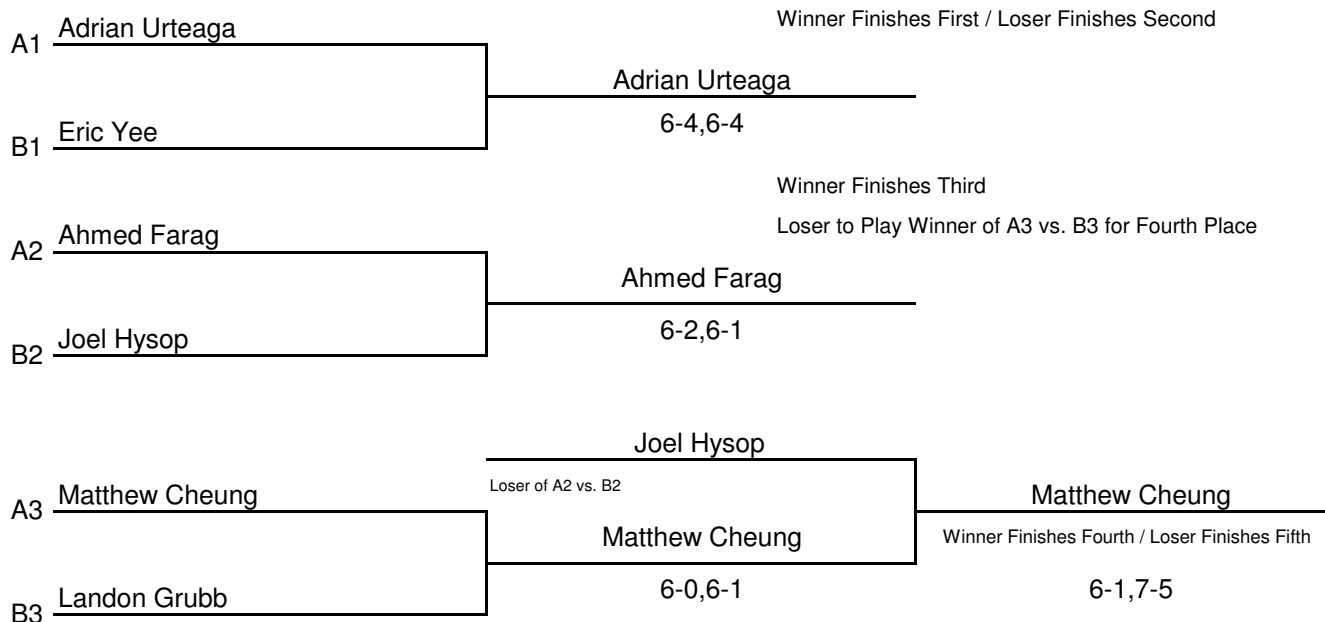 Winner Finishes First / Loser Finishes Second
A1 Adrian Urteaga
Adrian Urteaga
6-4,6-4
B1 Eric Yee
Winner Finishes Third
Loser to Play Winner of A3 vs. B3 for Fourth Place
A2 Ahmed Farag
Ahmed Farag
6-2,6-1
B2 Joel Hysop
Joel Hysop
Loser of A2 vs. B2
A3 Matthew Cheung
Matthew Cheung
6-0,6-1
B3 Landon Grubb
Matthew Cheung
Winner Finishes Fourth / Loser Finishes Fifth
6-1,7-5